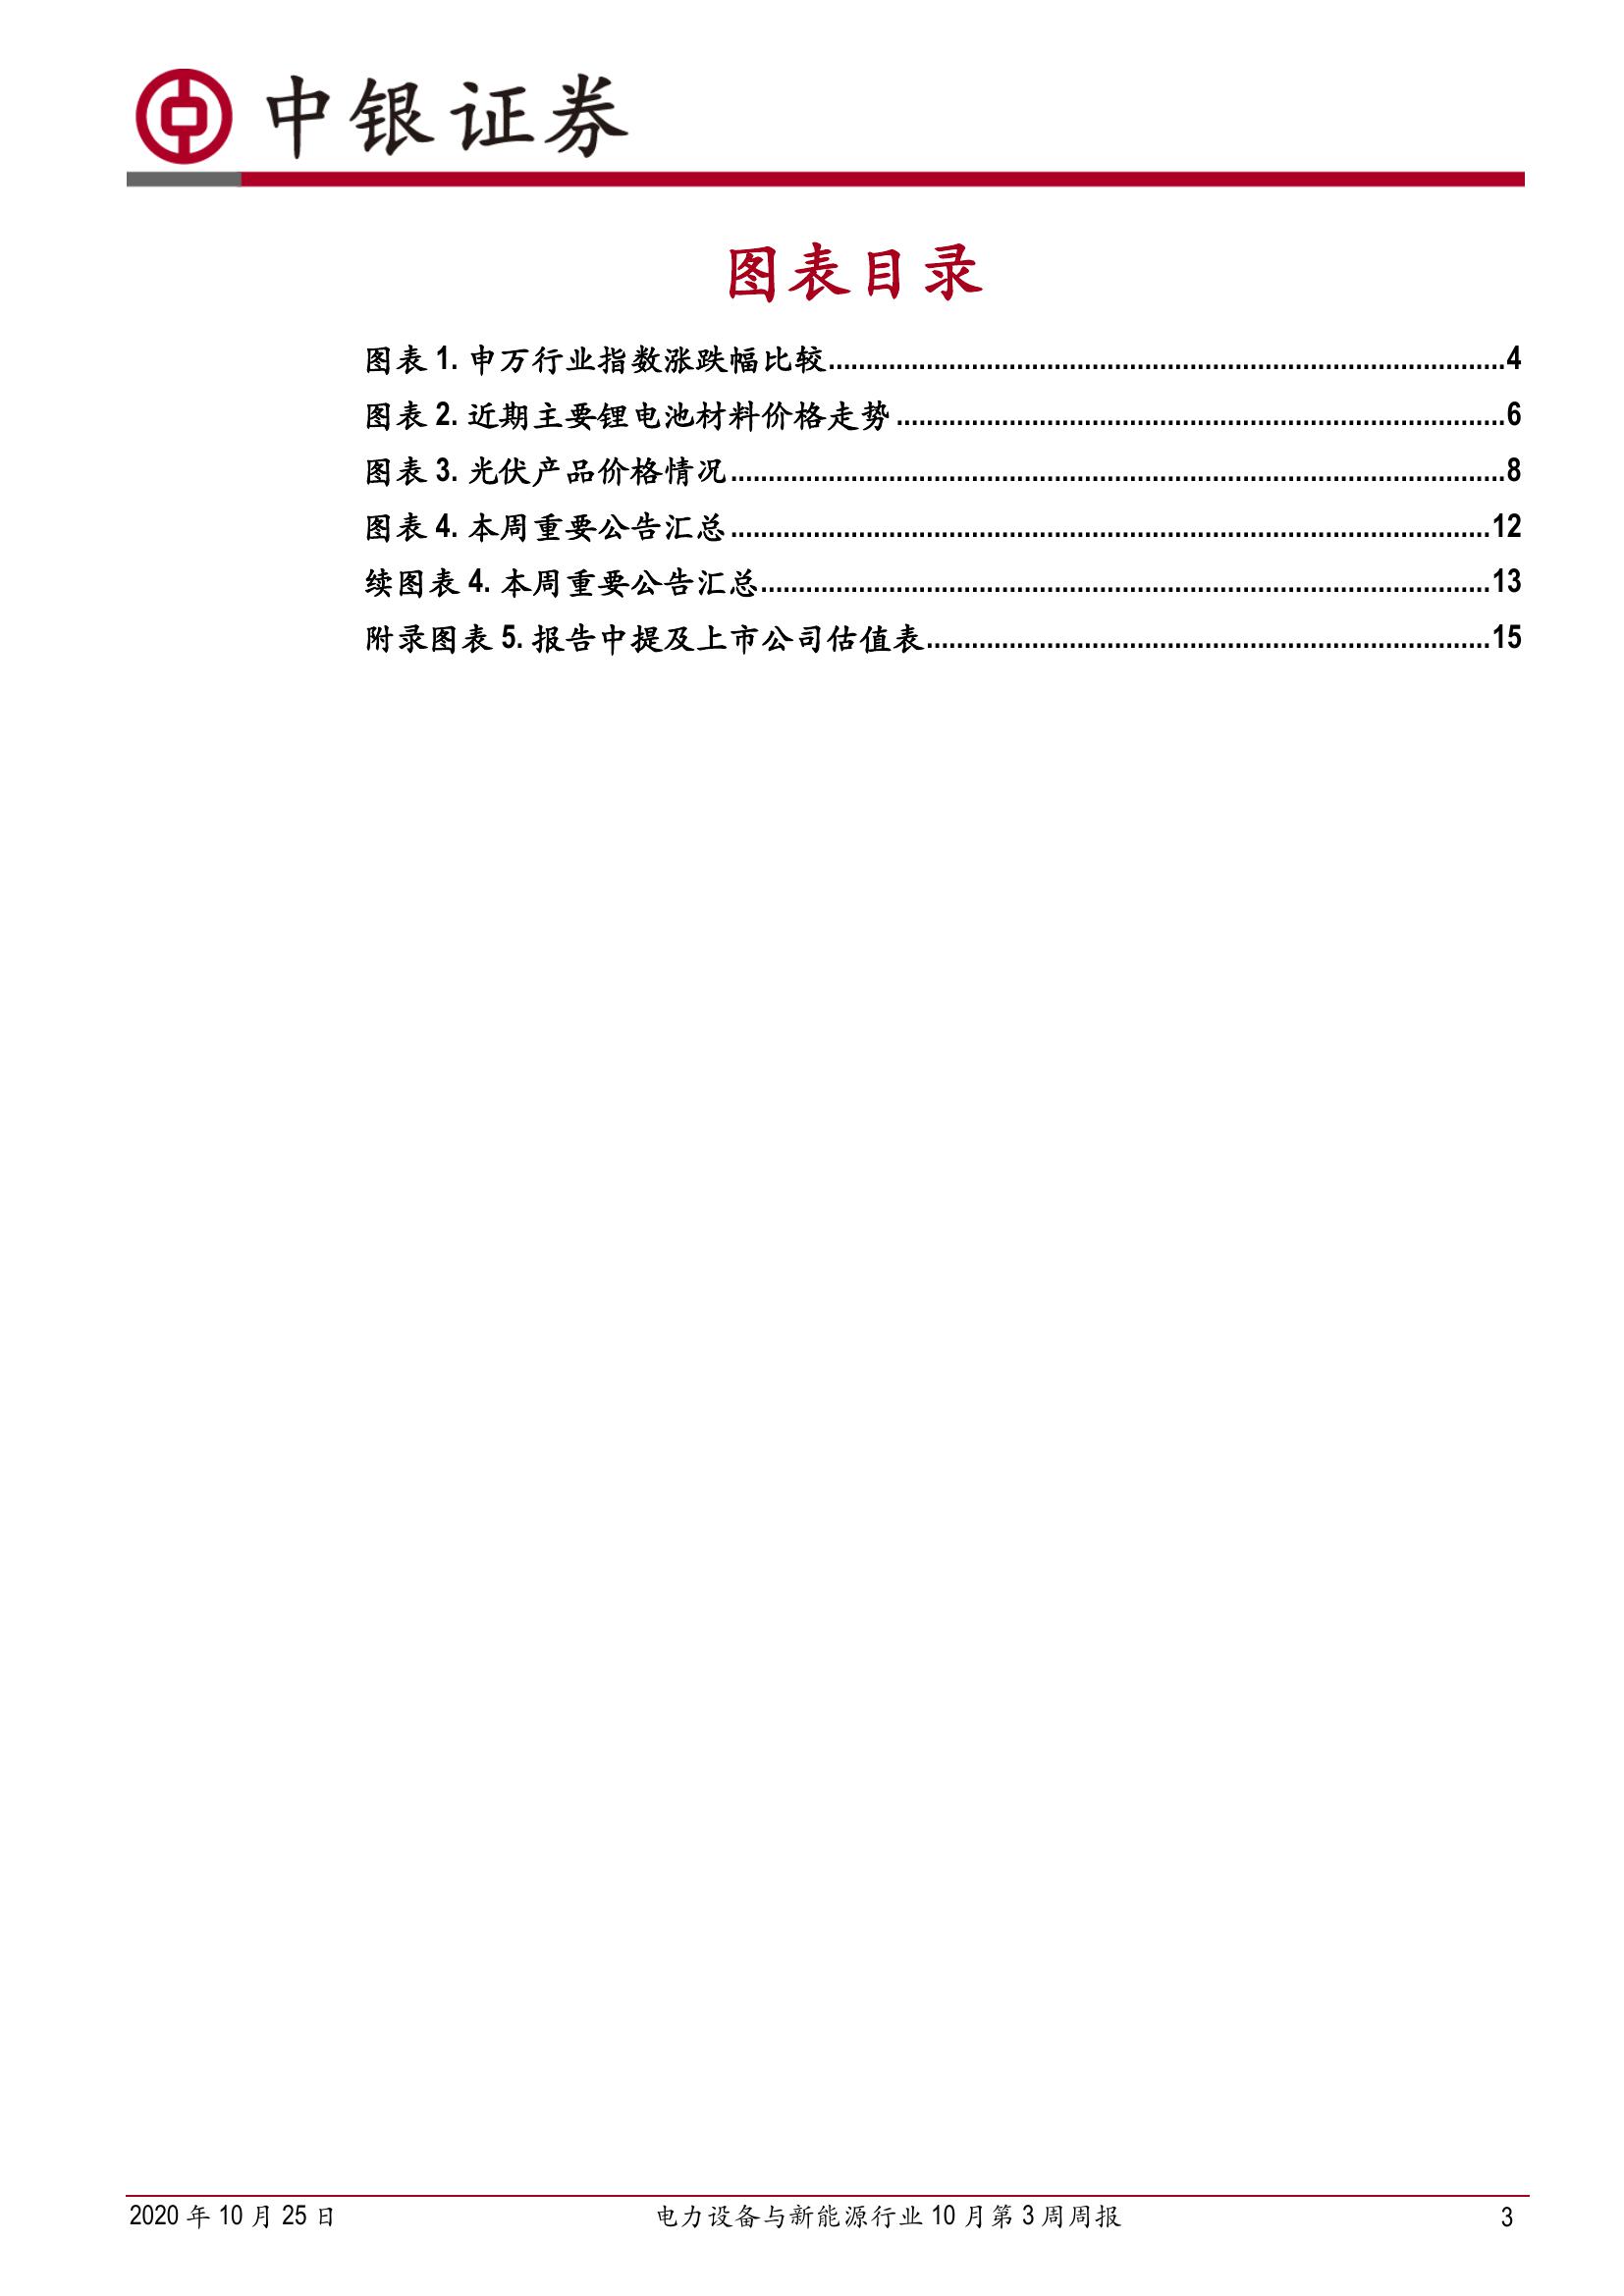 中银证券
图表目录
图表 1. 申万行业指数涨跌幅比较........................................................................................4
图表 2. 近期主要锂电池材料价格走势 ...............................................................................6
图表 3. 光伏产品价格情况.....................................................................................................8
图表 4. 本周重要公告汇总...................................................................................................12
续图表 4. 本周重要公告汇总...............................................................................................13
附录图表 5. 报告中提及上市公司估值表.........................................................................15
2020 年 10 月 25 日 电力设备与新能源行业 10 月第 3 周周报 3